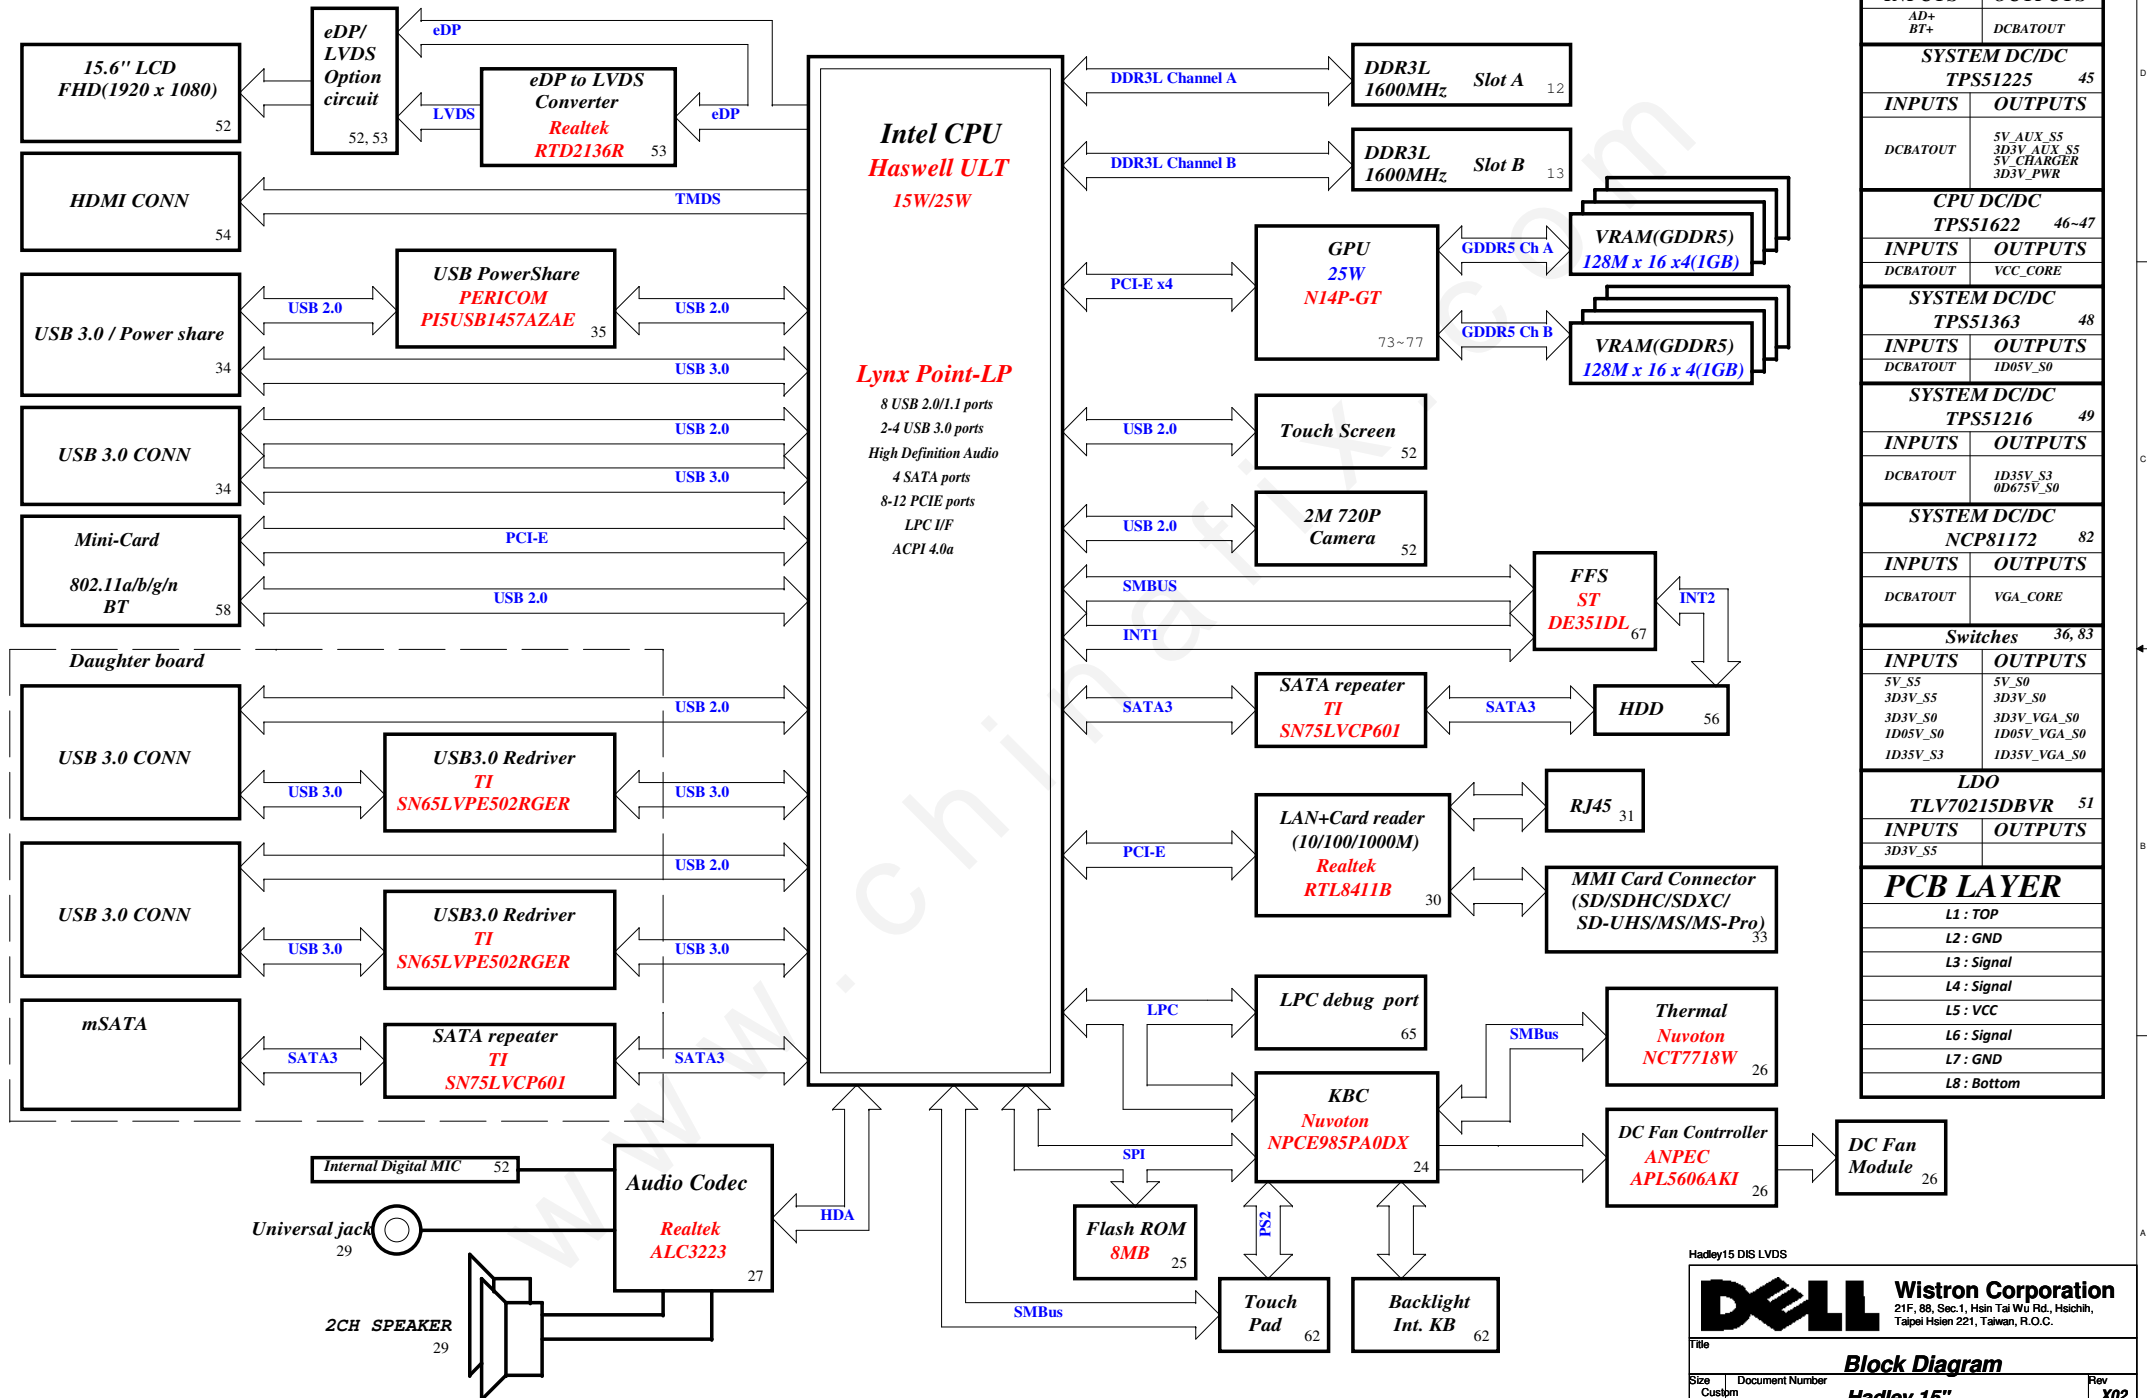 15.6" LCD
FHD(1920 x 1080)
52
eDP/
LVDS
Option
circuit
52, 53
eDP
eDP to LVDS
Converter
Realtek
RTD2136R
53
LVDS
eDP
HDMI CONN
54
TMDS
USB 3.0 / Power share
34
USB 2.0
USB PowerShare
PERICOM
PI5USB1457AZAE
35
USB 2.0
USB 3.0
USB 3.0 CONN
34
USB 2.0
USB 3.0
Mini-Card
802.11a/b/g/n
BT
58
PCI-E
USB 2.0
Daughter board
USB 3.0 CONN
USB 2.0
USB 3.0
USB3.0 Redriver
TI
SN65LVPE502RGER
USB 3.0
USB 3.0 CONN
USB 2.0
USB 3.0
USB3.0 Redriver
TI
SN65LVPE502RGER
USB 3.0
mSATA
SATA3
SATA repeater
TI
SN75LVCP601
SATA3
Internal Digital MIC 52
Universal jack
29
2CH SPEAKER
29
Audio Codec
Realtek
ALC3223
27
HDA
Intel CPU
Haswell ULT
15W/25W
Lynx Point-LP
8 USB 2.0/1.1 ports
2-4 USB 3.0 ports
High Definition Audio
4 SATA ports
8-12 PCIE ports
LPC I/F
ACPI 4.0a
DDR3L Channel A
DDR3L
1600MHz Slot A 12
DDR3L Channel B
DDR3L
1600MHz Slot B 13
PCI-E x4
GPU
25W
N14P-GT
73~77
GDDR5 Ch A
VRAM(GDDR5)
128M x 16 x4(1GB)
GDDR5 Ch B
VRAM(GDDR5)
128M x 16 x 4(1GB)
USB 2.0
Touch Screen
52
USB 2.0
2M 720P
Camera
52
SMBUS
INT1
FFS
ST
DE351DL 67
INT2
SATA3
SATA repeater
TI
SN75LVCP601
SATA3
HDD 56
PCI-E
LAN+Card reader
(10/100/1000M)
Realtek
RTL8411B
30
RJ45 31
MMI Card Connector
(SD/SDHC/SDXC/
SD-UHS/MS/MS-Pro)
33
LPC
LPC debug port
65
KBC
Nuvoton
NPCE985PA0DX
24
SMBus
Thermal
Nuvoton
NCT7718W
26
DC Fan Contrroller
ANPEC
APL5606AKI
26
DC Fan
Module
26
SPI
Flash ROM
8MB
25
PS2
SMBus
Touch
Pad 62
Backlight
Int. KB 62
INPUTS OUTPUTS
AD+
BT+ DCBATOUT
SYSTEM DC/DC
TPS51225 45
INPUTS OUTPUTS
DCBATOUT
5V_AUX_S5
3D3V_AUX_S5
5V_CHARGER
3D3V_PWR
CPU DC/DC
TPS51622 46~47
INPUTS OUTPUTS
DCBATOUT VCC_CORE
SYSTEM DC/DC
TPS51363 48
INPUTS OUTPUTS
DCBATOUT 1D05V_S0
SYSTEM DC/DC
TPS51216 49
INPUTS OUTPUTS
DCBATOUT 1D35V_S3
0D675V_S0
SYSTEM DC/DC
NCP81172 82
INPUTS OUTPUTS
DCBATOUT VGA_CORE
Switches 36, 83
INPUTS OUTPUTS
5V_S5 5V_S0
3D3V_S5 3D3V_S0
3D3V_S0 3D3V_VGA_S0
1D05V_S0 1D05V_VGA_S0
1D35V_S3 1D35V_VGA_S0
LDO
TLV70215DBVR 51
INPUTS OUTPUTS
3D3V_S5
PCB LAYER
L1 : TOP
L2 : GND
L3 : Signal
L4 : Signal
L5 : VCC
L6 : Signal
L7 : GND
L8 : Bottom
D
C
B
A
Hadley15 DIS LVDS
DELL
Wistron Corporation
21F, 88, Sec.1, Hsin Tai Wu Rd., Hsichih,
Taipei Hsien 221, Taiwan, R.O.C.
Title
Block Diagram
Size Document Number Rev
Custom Hadley 15" X02
www.chinafix.com